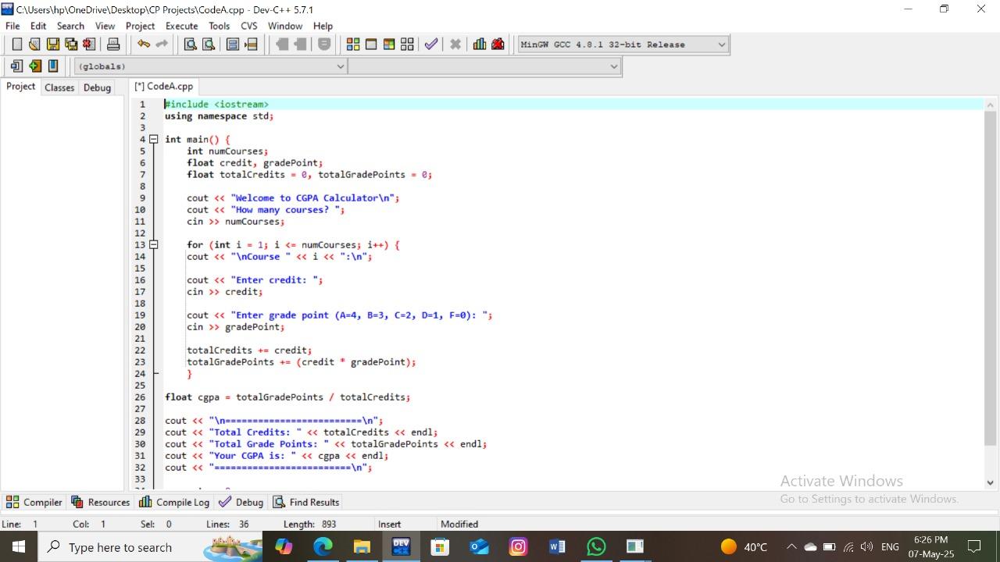 C:\Users\hp\OneDrive\Desktop\CP Projects\CodeA.cpp - Dev-C++ 5.7.1
File Edit Search View Project Execute Tools CVS Window Help
MinGW GCC 4.8.1 32-bit Release
(globals)
Project Classes Debug [*] CodeA.cpp
1 #include <iostream>
2 using namespace std;
3
4 int main() {
5 int numCourses;
6 float credit, gradePoint;
7 float totalCredits = 0, totalGradePoints = 0;
8
9 cout << "Welcome to CGPA Calculator\n";
10 cout << "How many courses? ";
11 cin >> numCourses;
12
13 for (int i = 1; i <= numCourses; i++) {
14 cout << "\nCourse " << i << ":\n";
15
16 cout << "Enter credit: ";
17 cin >> credit;
18
19 cout << "Enter grade point (A=4, B=3, C=2, D=1, F=0): ";
20 cin >> gradePoint;
21
22 totalCredits += credit;
23 totalGradePoints += (credit * gradePoint);
24 }
25
26 float cgpa = totalGradePoints / totalCredits;
27
28 cout << "\n=========================\n";
29 cout << "Total Credits: " << totalCredits << endl;
30 cout << "Total Grade Points: " << totalGradePoints << endl;
31 cout << "Your CGPA is: " << cgpa << endl;
32 cout << "=========================\n";
33
Activate Windows
Go to Settings to activate Windows.
Compiler Resources Compile Log Debug Find Results
Line: 1 Col: 1 Sel: 0 Lines: 36 Length: 893 Insert Modified
Type here to search
DEV C++
40°C
ENG
6:26 PM
07-May-25